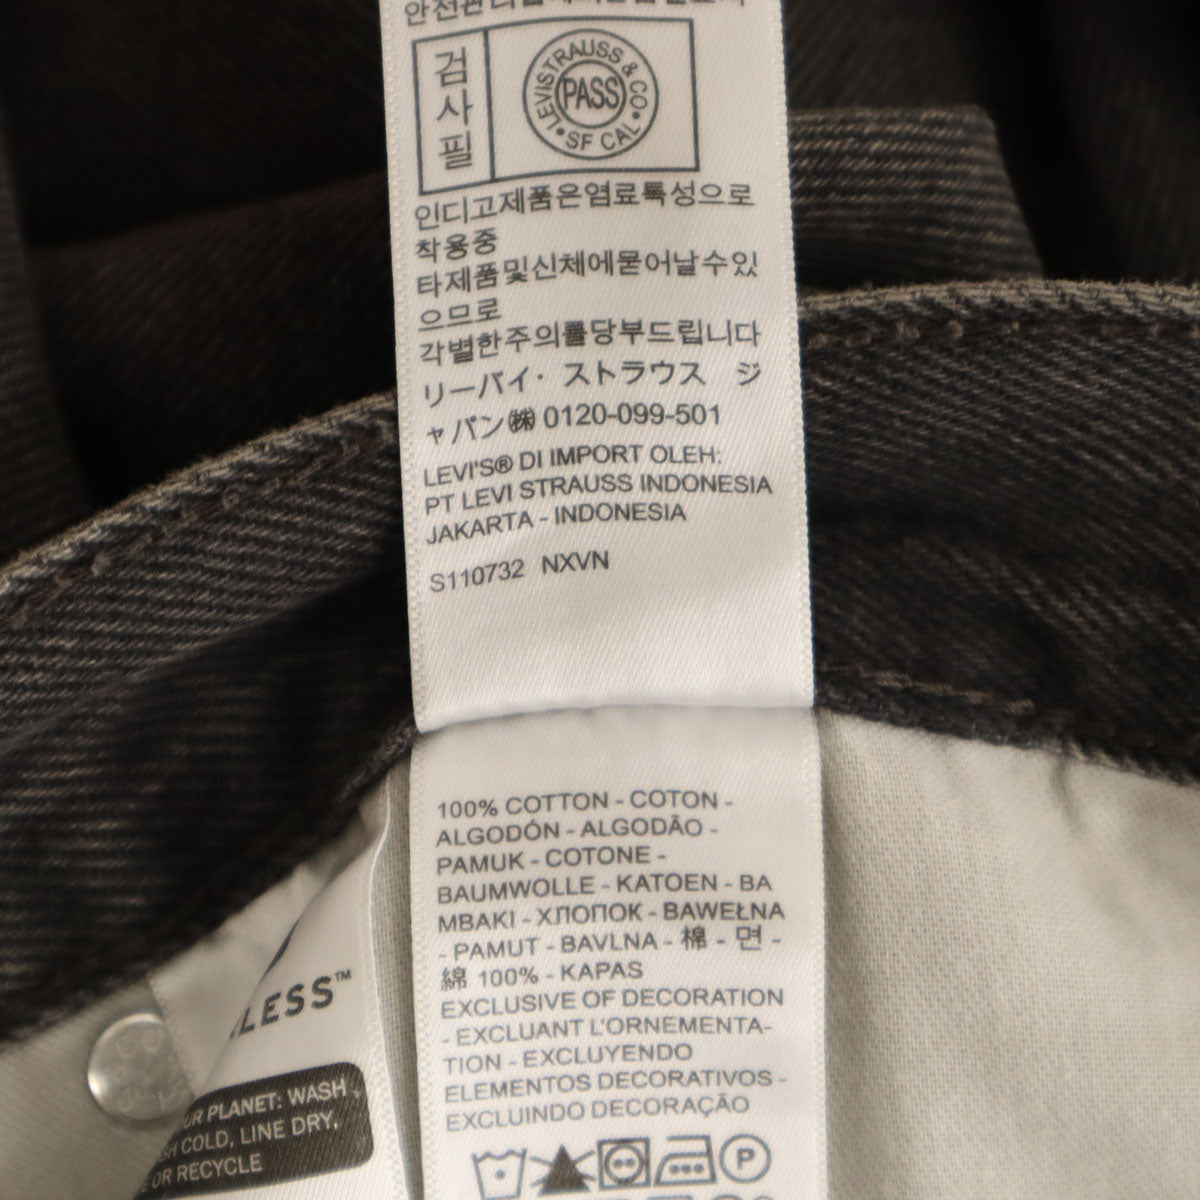 검사필
LEVI STRAUSS & CO
PASS
SF CAL
인디고제품은염료특성으로
착용중
타제품및신체에묻어날수있
으므로
각별한주의를당부드립니다
リーバイ・ストラウス ジ
ャパン㈱ 0120-099-501
LEVI'S® DI IMPORT OLEH:
PT LEVI STRAUSS INDONESIA
JAKARTA - INDONESIA
S110732 NXVN
100% COTTON - COTON -
ALGODÓN - ALGODÃO -
PAMUK - COTONE -
BAUMWOLLE - KATOEN - BA
MBAKI - ХЛОПОК - BAWEŁNA
- PAMUT - BAVLNA - 棉 - 면 -
綿 100% - KAPAS
EXCLUSIVE OF DECORATION
- EXCLUANT L'ORNEMENTA-
TION - EXCLUYENDO
ELEMENTOS DECORATIVOS -
EXCLUINDO DECORAÇÃO
P
LESS™
PLANET: WASH
COLD, LINE DRY,
OR RECYCLE